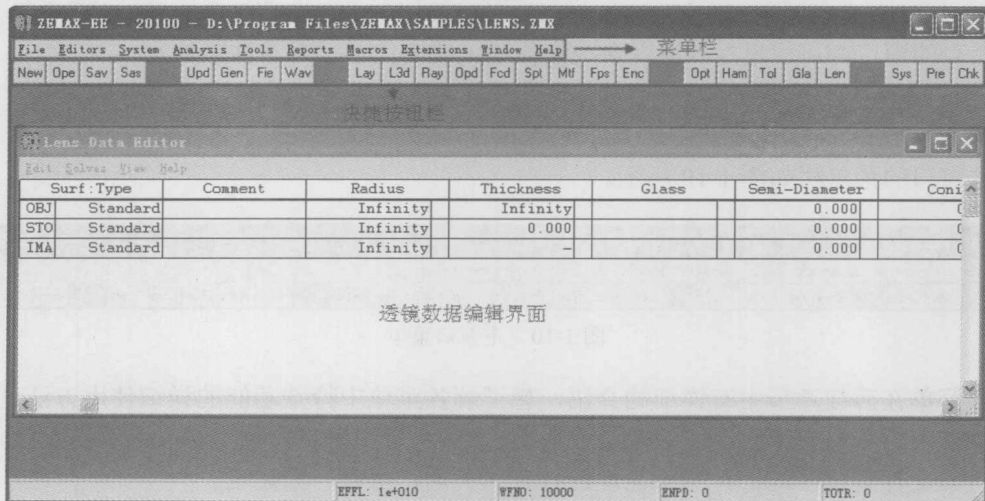 ZEMAX-EE - 20100 - D:\Program Files\ZEMAX\SAMPLES\LENS.ZMX
File Editors System Analysis Tools Reports Macros Extensions Window Help 菜单栏
New Ope Sav Sas Upd Gen Fie Wav Lay L3d Ray Opd Fcd Spt Mtf Fps Enc Opt Ham Tol Gla Len Sys Pre Chk
快捷按钮栏
Lens Data Editor
Edit Solves View Help
Surf:Type Comment Radius Thickness Glass Semi-Diameter Coni
OBJ Standard Infinity Infinity 0.000 0
STO Standard Infinity 0.000 0.000 0
IMA Standard Infinity - 0.000 0
透镜数据编辑界面
EFFL: 1e+010 WFNO: 10000 ENPD: 0 TOTR: 0